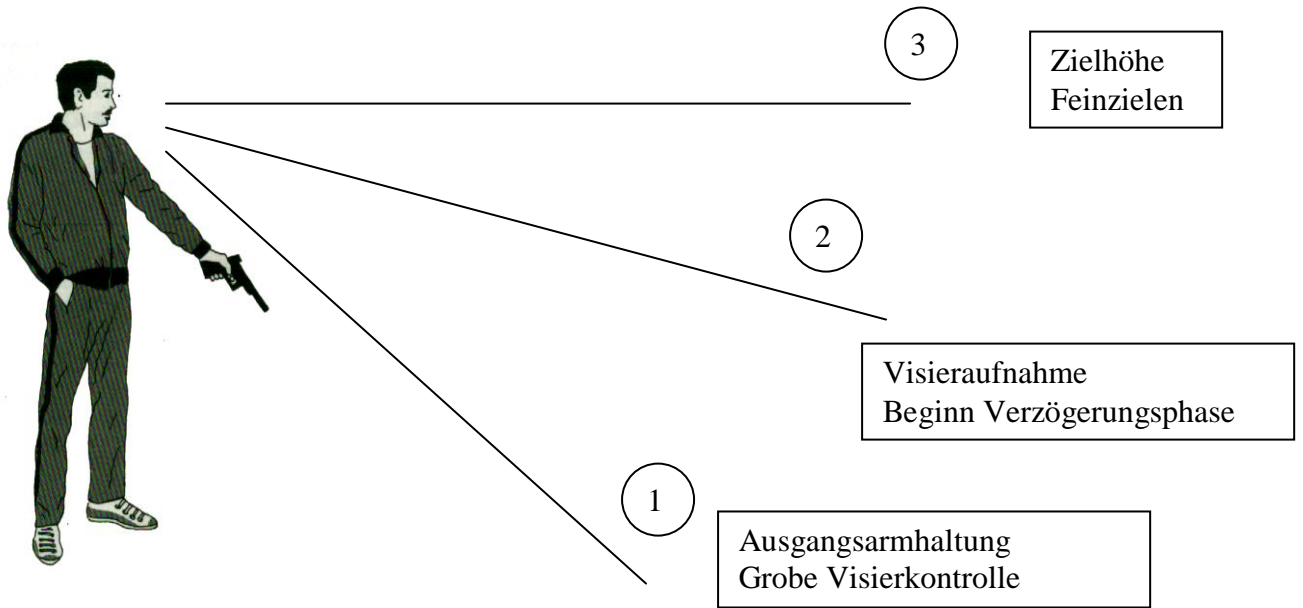 3
Zielhöhe
Feinzielen
2
Visieraufnahme
Beginn Verzögerungsphase
1
Ausgangsarmhaltung
Grobe Visierkontrolle